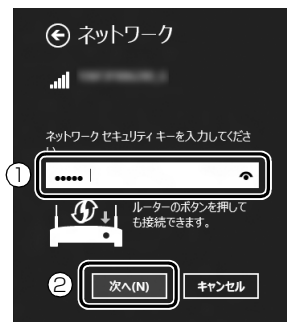 ネットワーク
ネットワーク セキュリティ キーを入力してくださ
い
①
•••••
ルーターのボタンを押して
も接続できます。
②
次へ(N)
キャンセル